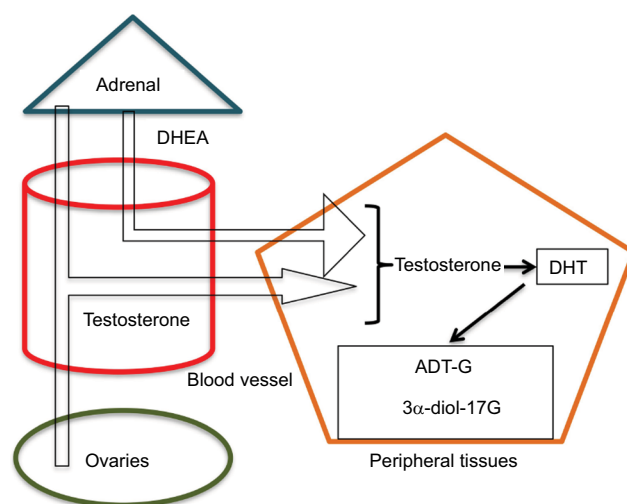 Adrenal
DHEA
Testosterone
DHT
Testosterone
Blood vessel
ADT-G
3α-diol-17G
Ovaries
Peripheral tissues